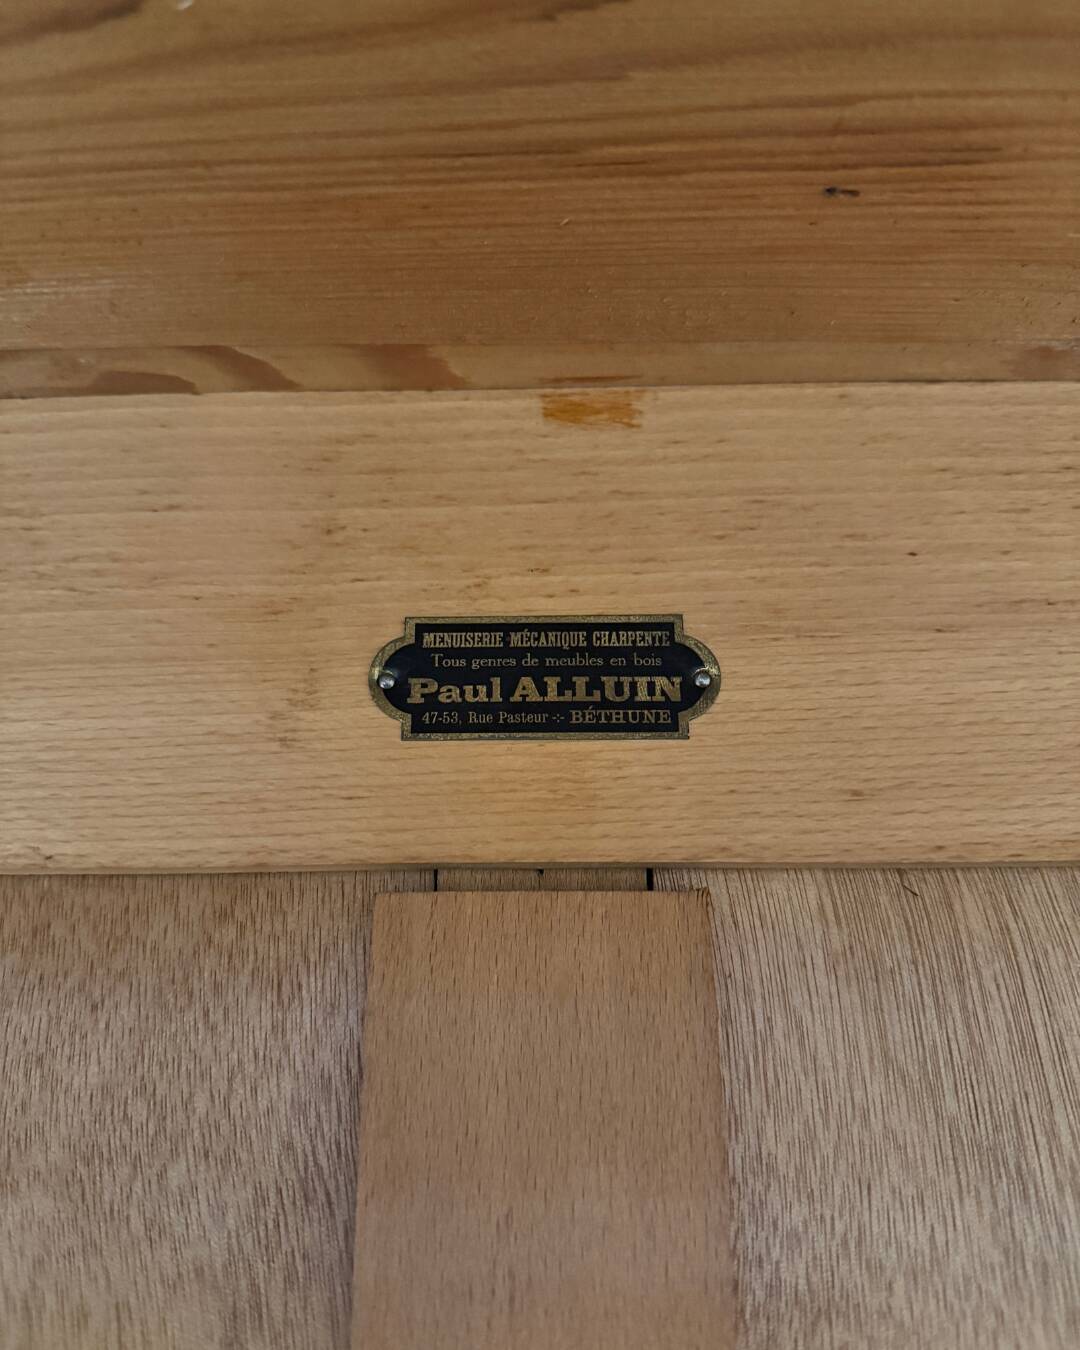 MENUISERIE MÉCANIQUE CHARPENTE
Tous genres de meubles en bois
Paul ALLUIN
47-53, Rue Pasteur -:- BÉTHUNE